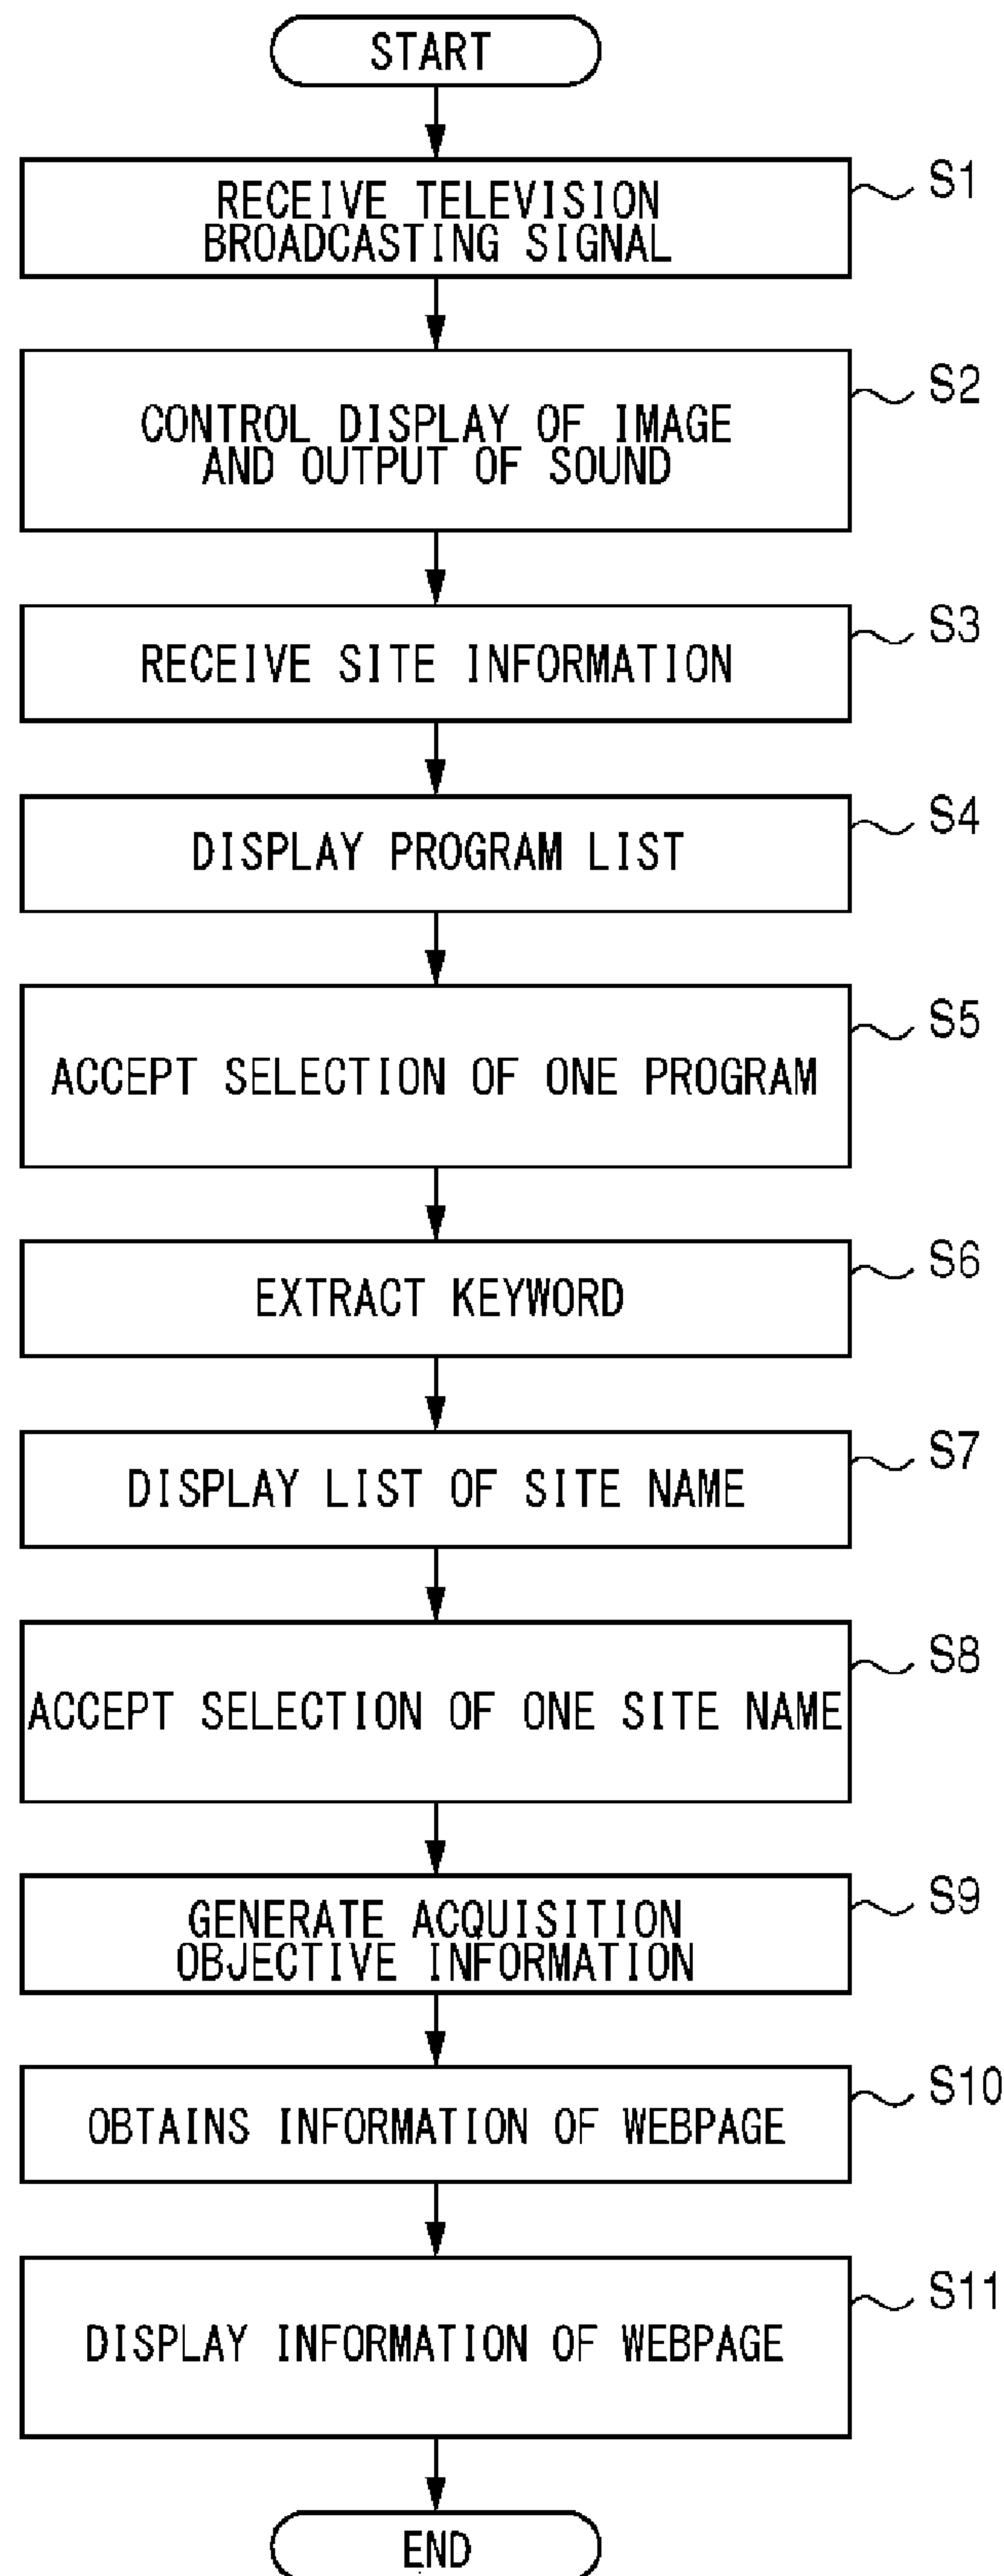 START
RECEIVE TELEVISION
BROADCASTING SIGNAL
S1
CONTROL DISPLAY OF IMAGE
AND OUTPUT OF SOUND
S2
RECEIVE SITE INFORMATION
S3
DISPLAY PROGRAM LIST
S4
ACCEPT SELECTION OF ONE PROGRAM
S5
EXTRACT KEYWORD
S6
DISPLAY LIST OF SITE NAME
S7
ACCEPT SELECTION OF ONE SITE NAME
S8
GENERATE ACQUISITION
OBJECTIVE INFORMATION
S9
OBTAINS INFORMATION OF WEBPAGE
S10
DISPLAY INFORMATION OF WEBPAGE
S11
END